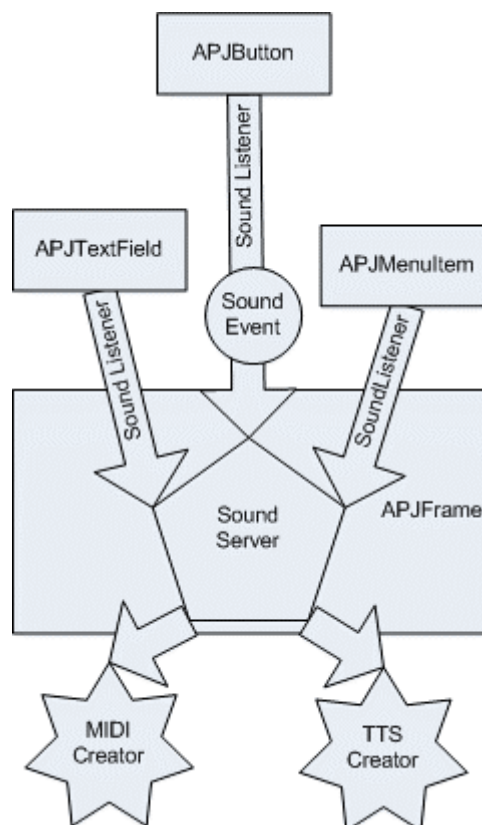 APJButton
Sound Listener
APJTextField
APJMenuItem
Sound
Event
Sound Listener
SoundListener
Sound
Server
APJFrame
MIDI
Creator
TTS
Creator